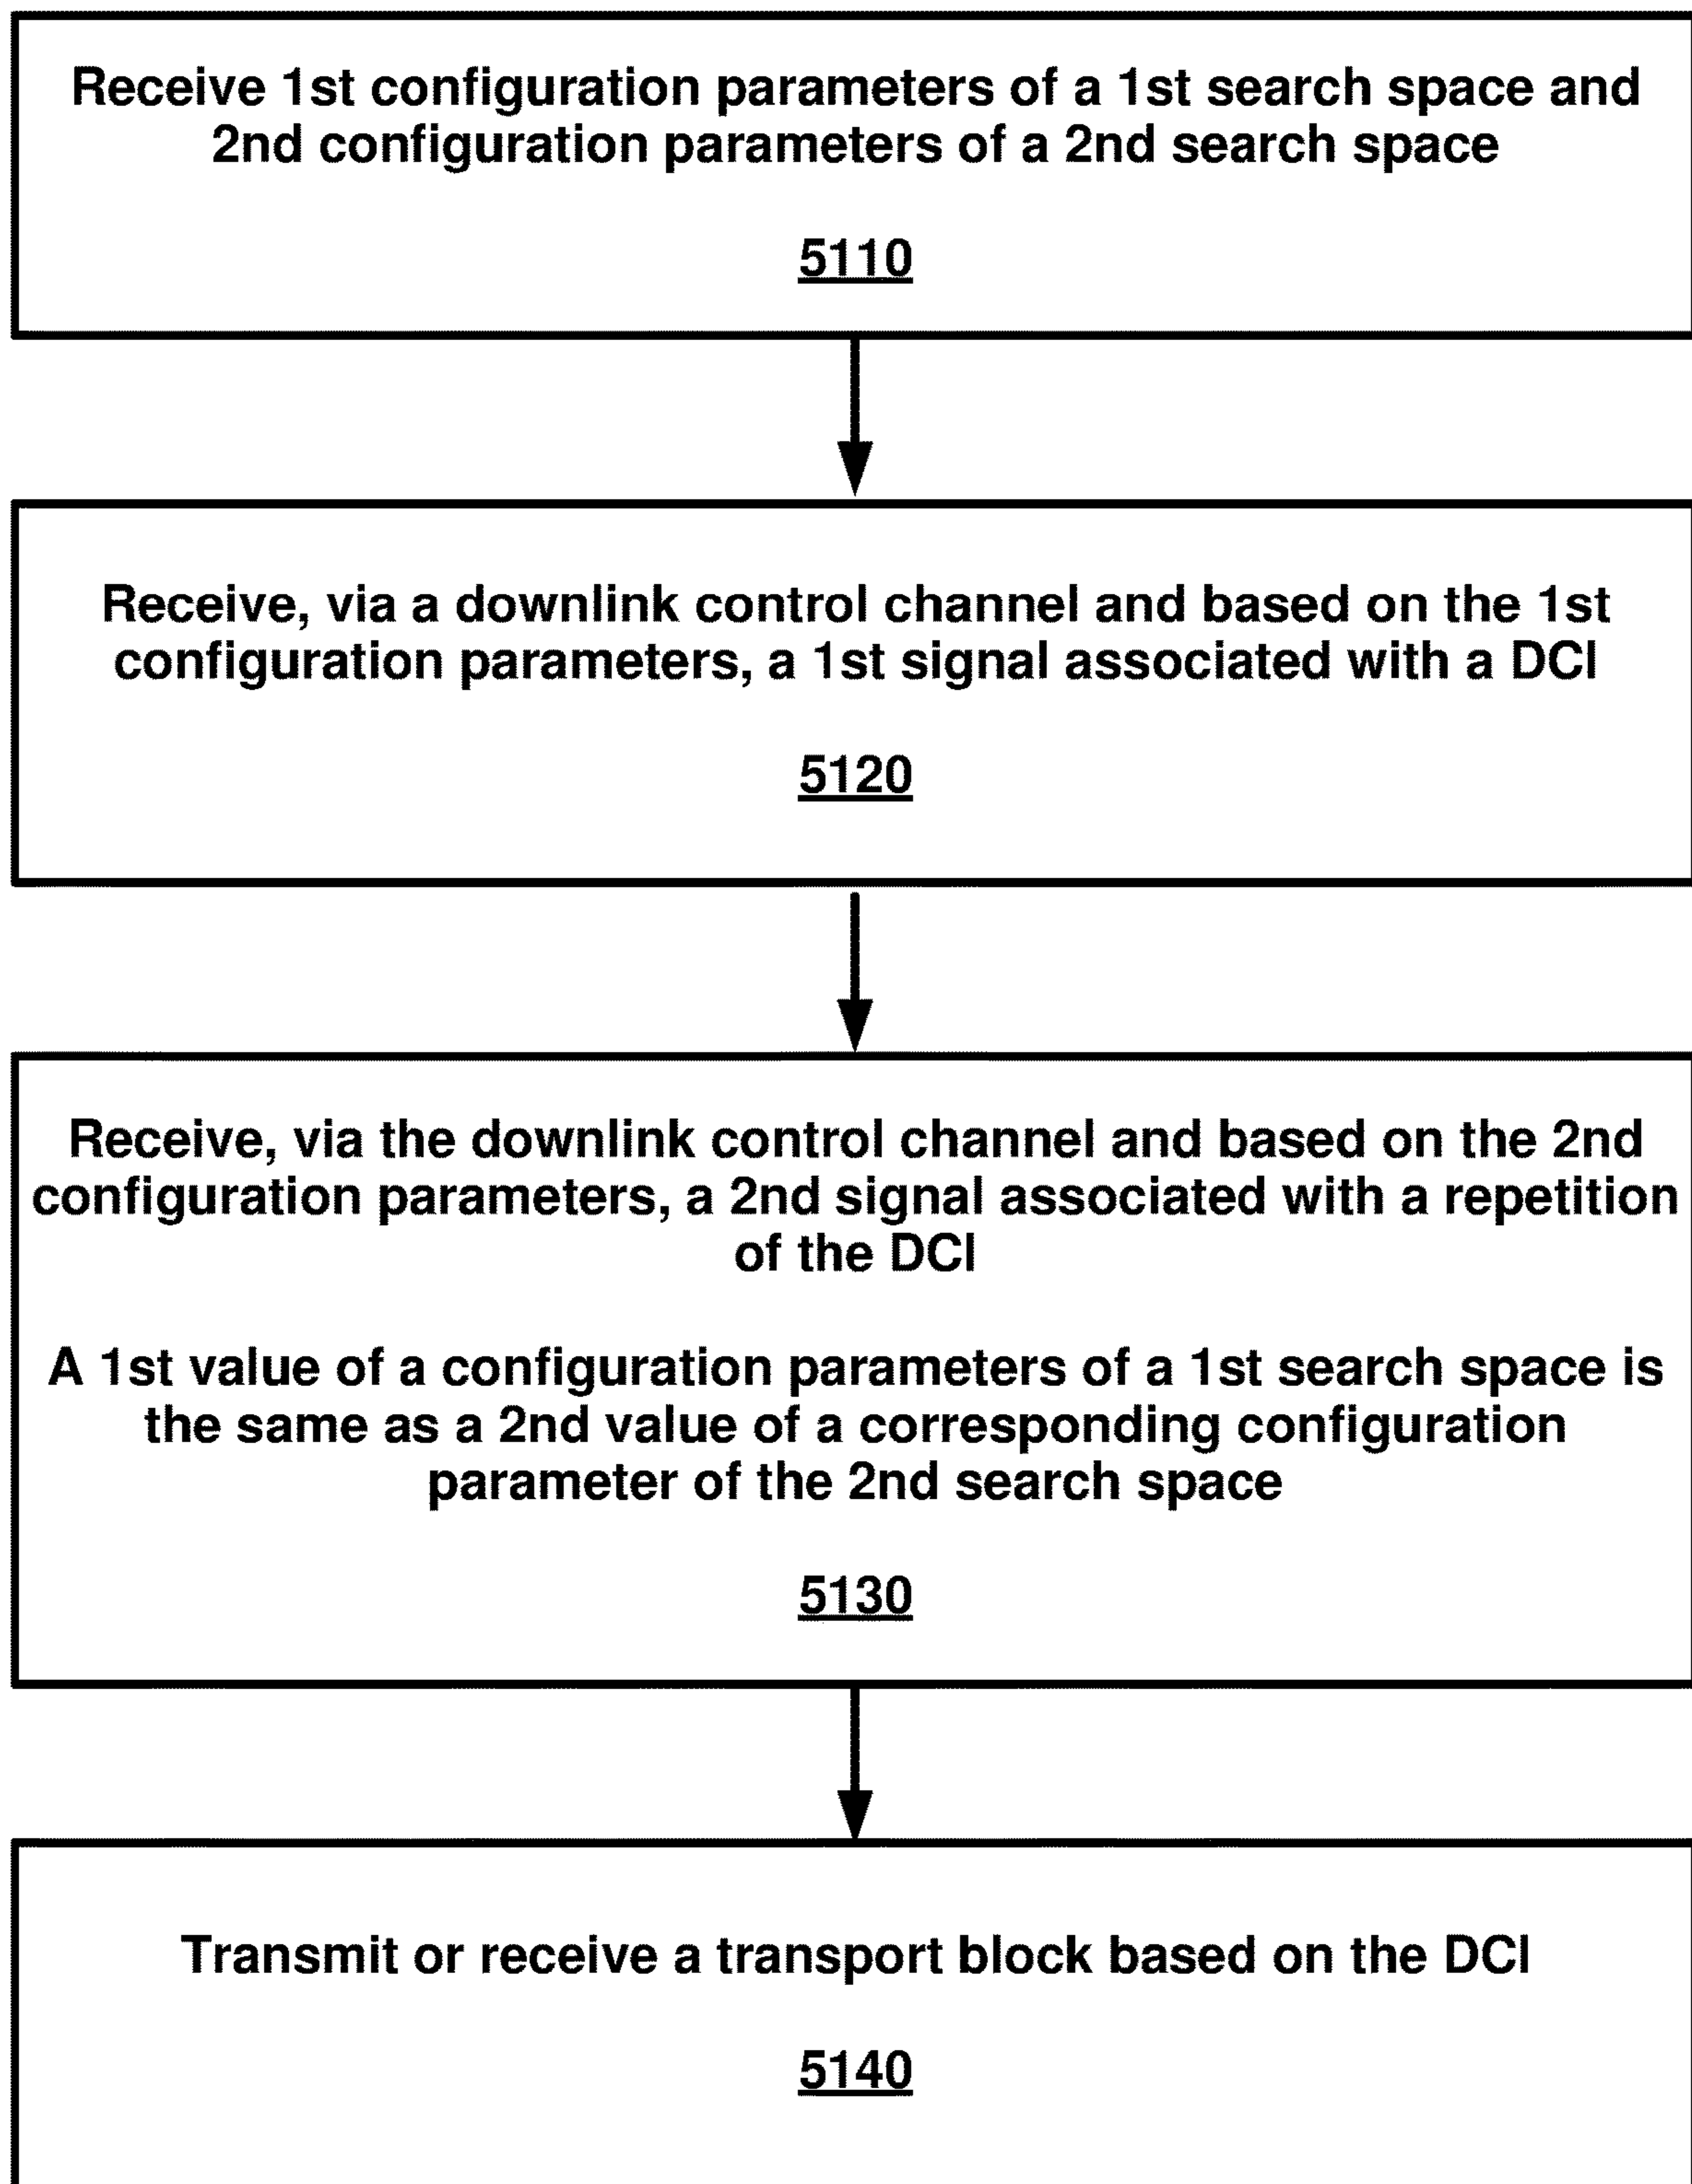 Receive 1st configuration parameters of a 1st search space and
2nd configuration parameters of a 2nd search space
5110
Receive, via a downlink control channel and based on the 1st
configuration parameters, a 1st signal associated with a DCI
5120
Receive, via the downlink control channel and based on the 2nd
configuration parameters, a 2nd signal associated with a repetition
of the DCI
A 1st value of a configuration parameters of a 1st search space is
the same as a 2nd value of a corresponding configuration
parameter of the 2nd search space
5130
Transmit or receive a transport block based on the DCI
5140